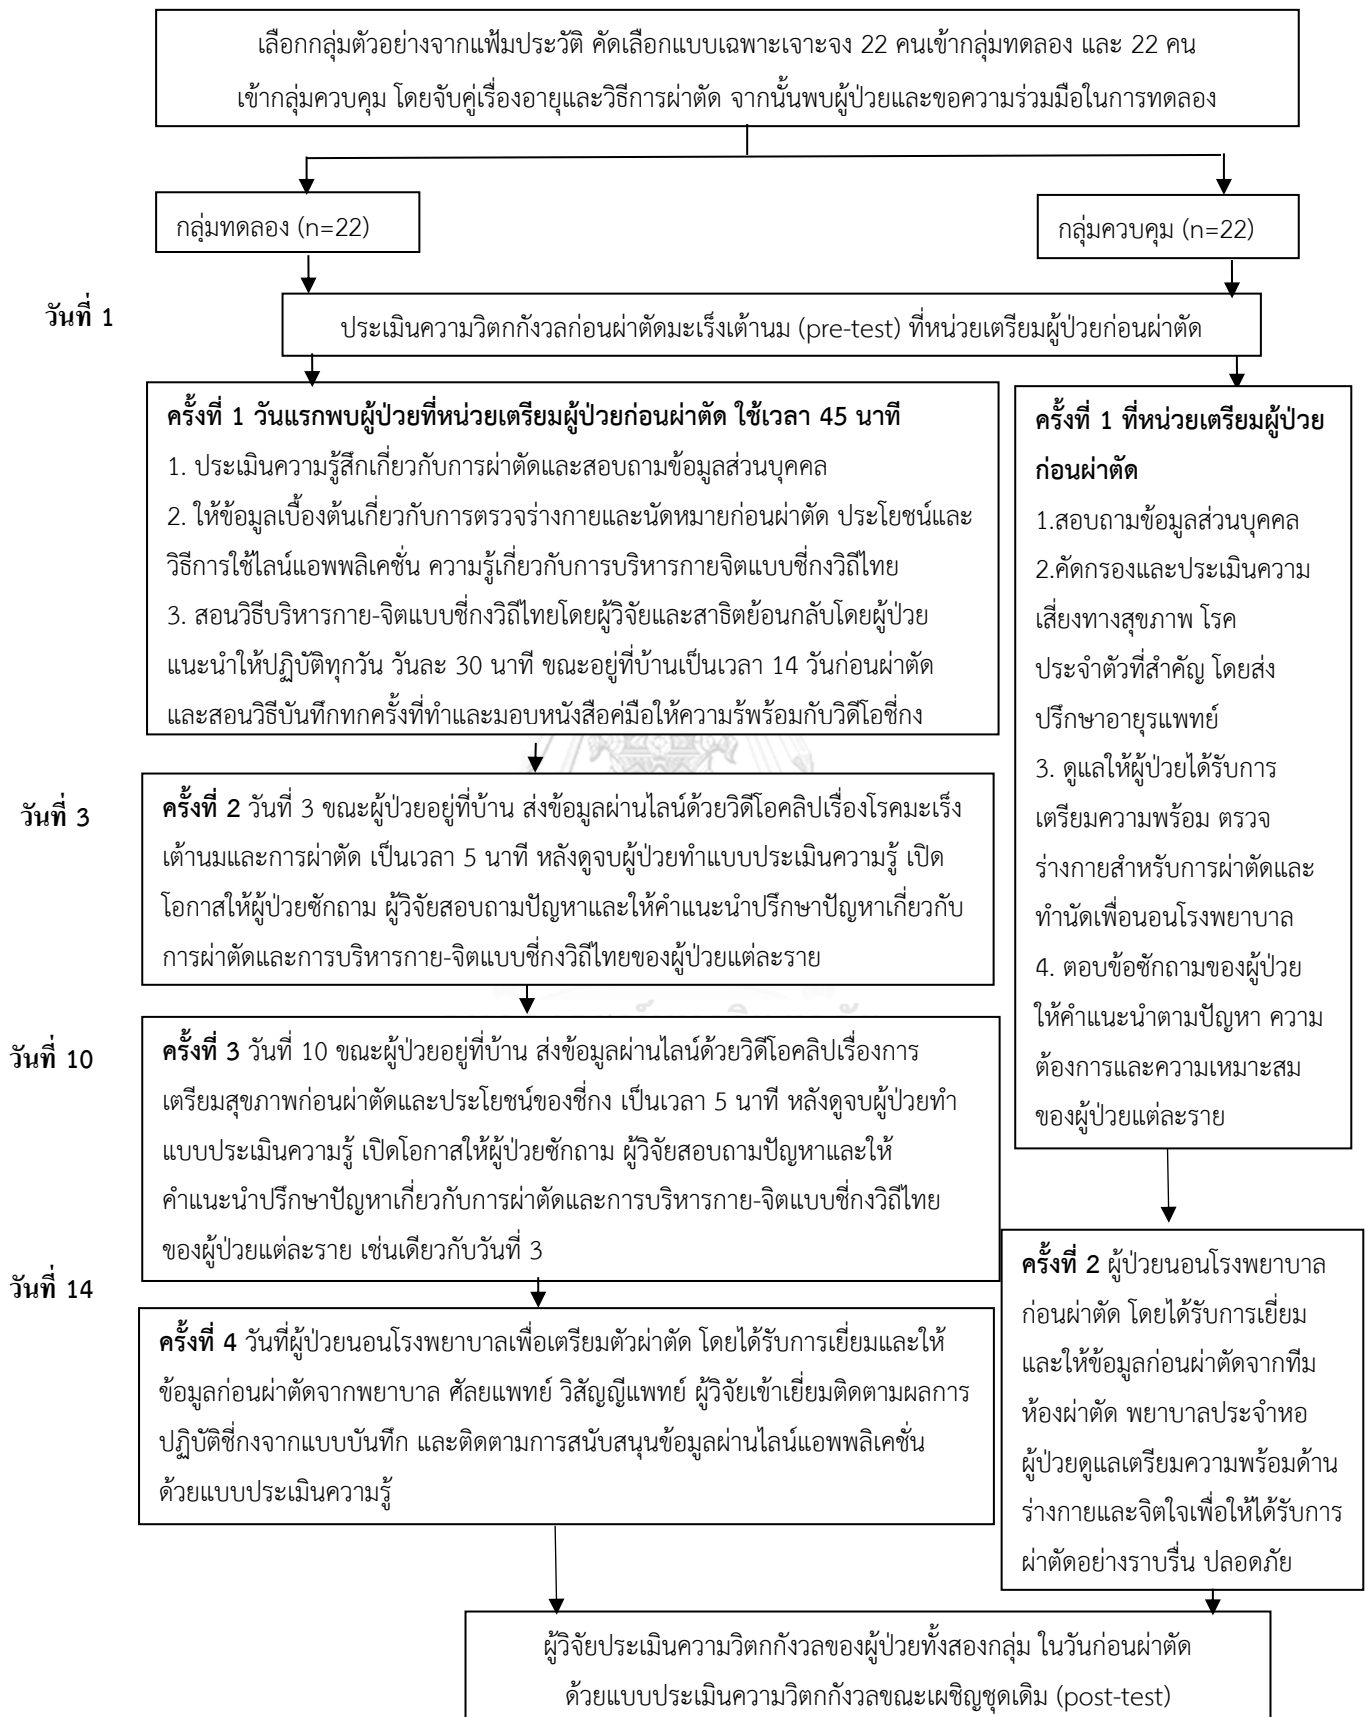 เลือกกลุ่มตัวอย่างจากแฟ้มประวัติ คัดเลือกแบบเฉพาะเจาะจง 22 คนเข้ากลุ่มทดลอง และ 22 คน
เข้ากลุ่มควบคุม โดยจับคู่เรื่องอายุและวิธีการผ่าตัด จากนั้นพบผู้ป่วยและขอความร่วมมือในการทดลอง
กลุ่มทดลอง (n=22)
กลุ่มควบคุม (n=22)
วันที่ 1
ประเมินความวิตกกังวลก่อนผ่าตัดมะเร็งเต้านม (pre-test) ที่หน่วยเตรียมผู้ป่วยก่อนผ่าตัด
ครั้งที่ 1 วันแรกพบผู้ป่วยที่หน่วยเตรียมผู้ป่วยก่อนผ่าตัด ใช้เวลา 45 นาที
1. ประเมินความรู้สึกเกี่ยวกับการผ่าตัดและสอบถามข้อมูลส่วนบุคคล
2. ให้ข้อมูลเบื้องต้นเกี่ยวกับการตรวจร่างกายและนัดหมายก่อนผ่าตัด ประโยชน์และ
วิธีการใช้ไลน์แอพพลิเคชั่น ความรู้เกี่ยวกับการบริหารกายจิตแบบชี่กงวิถีไทย
3. สอนวิธีบริหารกาย-จิตแบบชี่กงวิถีไทยโดยผู้วิจัยและสาธิตย้อนกลับโดยผู้ป่วย
แนะนำให้ปฏิบัติทุกวัน วันละ 30 นาที ขณะอยู่ที่บ้านเป็นเวลา 14 วันก่อนผ่าตัด
และสอนวิธีบันทึกทุกครั้งที่ทำและมอบหนังสือคู่มือให้ความรู้พร้อมกับวิดีโอชี่กง
ครั้งที่ 1 ที่หน่วยเตรียมผู้ป่วย
ก่อนผ่าตัด
1.สอบถามข้อมูลส่วนบุคคล
2.คัดกรองและประเมินความ
เสี่ยงทางสุขภาพ โรค
ประจำตัวที่สำคัญ โดยส่ง
ปรึกษาอายุรแพทย์
3. ดูแลให้ผู้ป่วยได้รับการ
เตรียมความพร้อม ตรวจ
ร่างกายสำหรับการผ่าตัดและ
ทำนัดเพื่อนอนโรงพยาบาล
4. ตอบข้อซักถามของผู้ป่วย
ให้คำแนะนำตามปัญหา ความ
ต้องการและความเหมาะสม
ของผู้ป่วยแต่ละราย
วันที่ 3
ครั้งที่ 2 วันที่ 3 ขณะผู้ป่วยอยู่ที่บ้าน ส่งข้อมูลผ่านไลน์ด้วยวิดีโอคลิปเรื่องโรคมะเร็ง
เต้านมและการผ่าตัด เป็นเวลา 5 นาที หลังดูจบผู้ป่วยทำแบบประเมินความรู้ เปิด
โอกาสให้ผู้ป่วยซักถาม ผู้วิจัยสอบถามปัญหาและให้คำแนะนำปรึกษาปัญหาเกี่ยวกับ
การผ่าตัดและการบริหารกาย-จิตแบบชี่กงวิถีไทยของผู้ป่วยแต่ละราย
วันที่ 10
ครั้งที่ 3 วันที่ 10 ขณะผู้ป่วยอยู่ที่บ้าน ส่งข้อมูลผ่านไลน์ด้วยวิดีโอคลิปเรื่องการ
เตรียมสุขภาพก่อนผ่าตัดและประโยชน์ของชี่กง เป็นเวลา 5 นาที หลังดูจบผู้ป่วยทำ
แบบประเมินความรู้ เปิดโอกาสให้ผู้ป่วยซักถาม ผู้วิจัยสอบถามปัญหาและให้
คำแนะนำปรึกษาปัญหาเกี่ยวกับการผ่าตัดและการบริหารกาย-จิตแบบชี่กงวิถีไทย
ของผู้ป่วยแต่ละราย เช่นเดียวกับวันที่ 3
วันที่ 14
ครั้งที่ 4 วันที่ผู้ป่วยนอนโรงพยาบาลเพื่อเตรียมตัวผ่าตัด โดยได้รับการเยี่ยมและให้
ข้อมูลก่อนผ่าตัดจากพยาบาล ศัลยแพทย์ วิสัญญีแพทย์ ผู้วิจัยเข้าเยี่ยมติดตามผลการ
ปฏิบัติชี่กงจากแบบบันทึก และติดตามการสนับสนุนข้อมูลผ่านไลน์แอพพลิเคชั่น
ด้วยแบบประเมินความรู้
ครั้งที่ 2 ผู้ป่วยนอนโรงพยาบาล
ก่อนผ่าตัด โดยได้รับการเยี่ยม
และให้ข้อมูลก่อนผ่าตัดจากทีม
ห้องผ่าตัด พยาบาลประจำหอ
ผู้ป่วยดูแลเตรียมความพร้อมด้าน
ร่างกายและจิตใจเพื่อให้ได้รับการ
ผ่าตัดอย่างราบรื่น ปลอดภัย
ผู้วิจัยประเมินความวิตกกังวลของผู้ป่วยทั้งสองกลุ่ม ในวันก่อนผ่าตัด
ด้วยแบบประเมินความวิตกกังวลขณะเผชิญชุดเดิม (post-test)